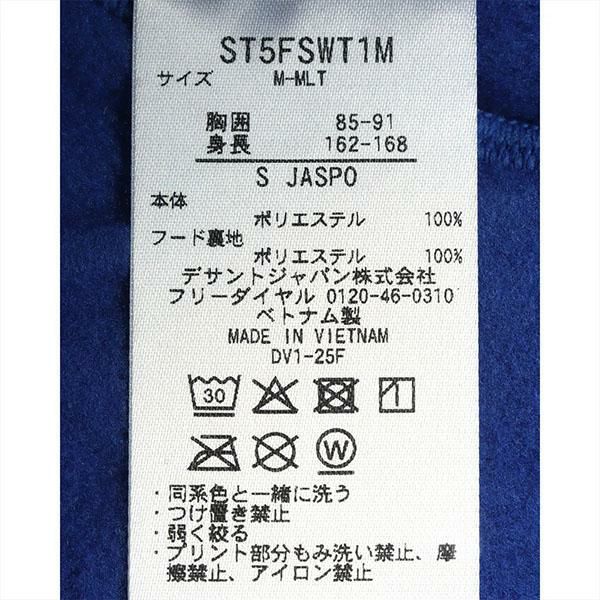 ST5FSWT1M
サイズ M-MLT
胸囲 85-91
身長 162-168
S JASPO
本体
ポリエステル 100%
フード裏地
ポリエステル 100%
デサントジャパン株式会社
フリーダイヤル 0120-46-0310
ベトナム製
MADE IN VIETNAM
DV1-25F
30
W
・同系色と一緒に洗う
・つけ置き禁止
・弱く絞る
・プリント部分もみ洗い禁止、摩
擦禁止、アイロン禁止